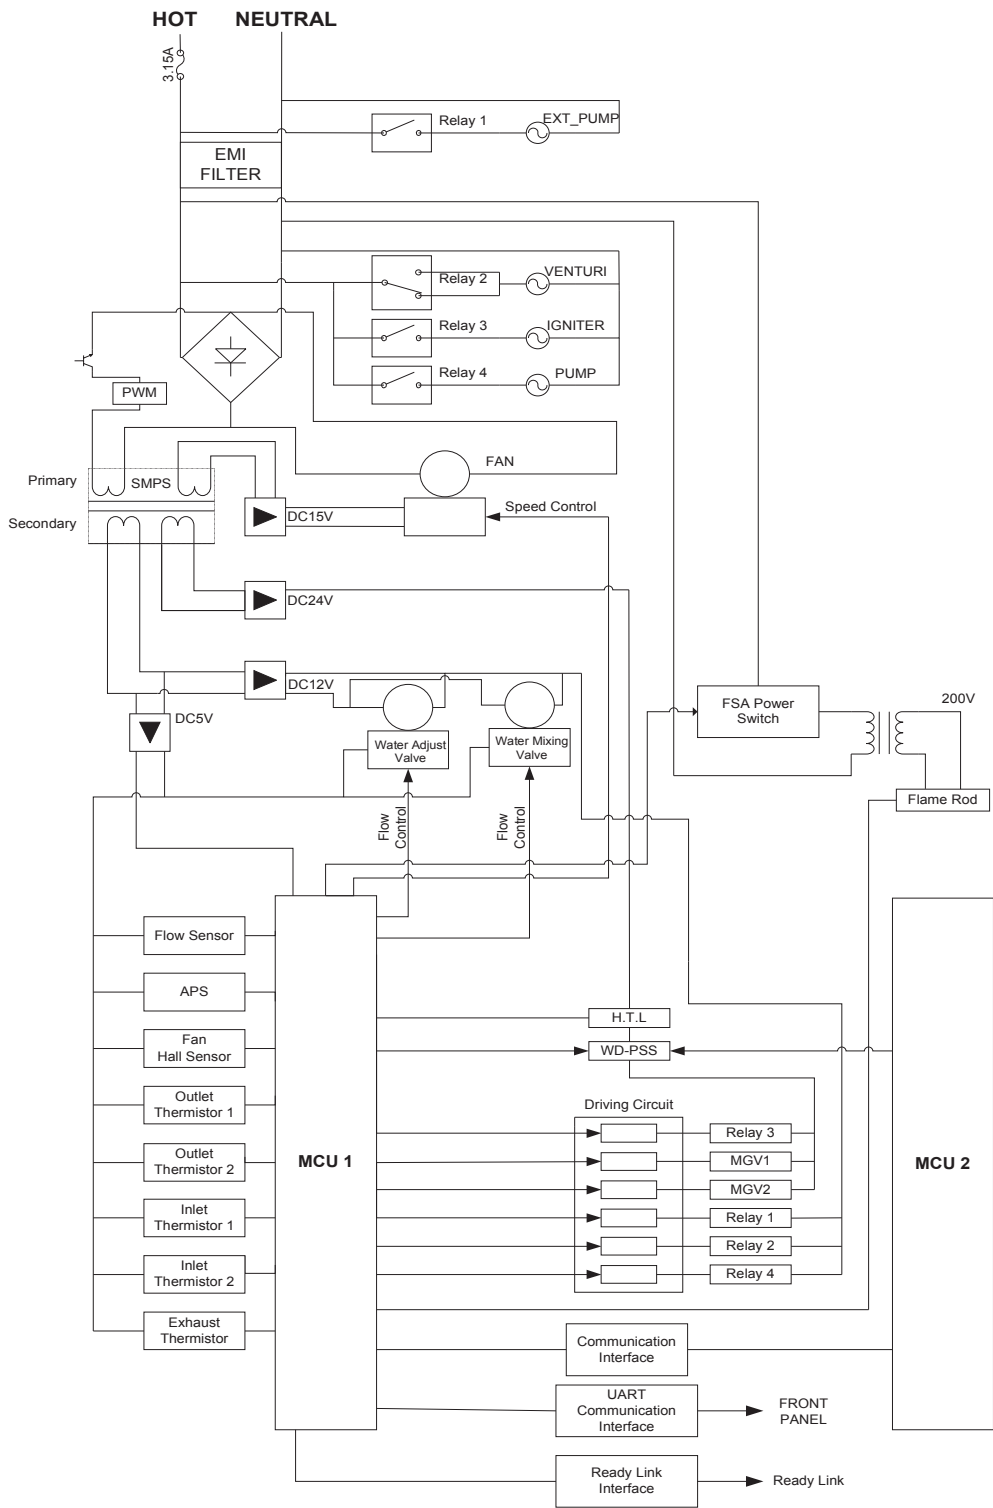 HOT NEUTRAL
3.15A
Relay 1 EXT_PUMP
EMI
FILTER
Relay 2 VENTURI
Relay 3 IGNITER
Relay 4 PUMP
PWM
FAN
Primary SMPS
Secondary
DC15V
Speed Control
DC24V
DC12V
DC5V
Water Adjust
Valve
Water Mixing
Valve
FSA Power
Switch
200V
Flame Rod
Flow
Control
Flow
Control
Flow Sensor
APS
Fan
Hall Sensor
Outlet
Thermistor 1
Outlet
Thermistor 2
Inlet
Thermistor 1
Inlet
Thermistor 2
Exhaust
Thermistor
MCU 1
H.T.L
WD-PSS
Driving Circuit
Relay 3
MGV1
MGV2
Relay 1
Relay 2
Relay 4
MCU 2
Communication
Interface
UART
Communication
Interface
FRONT
PANEL
Ready Link
Interface
Ready Link